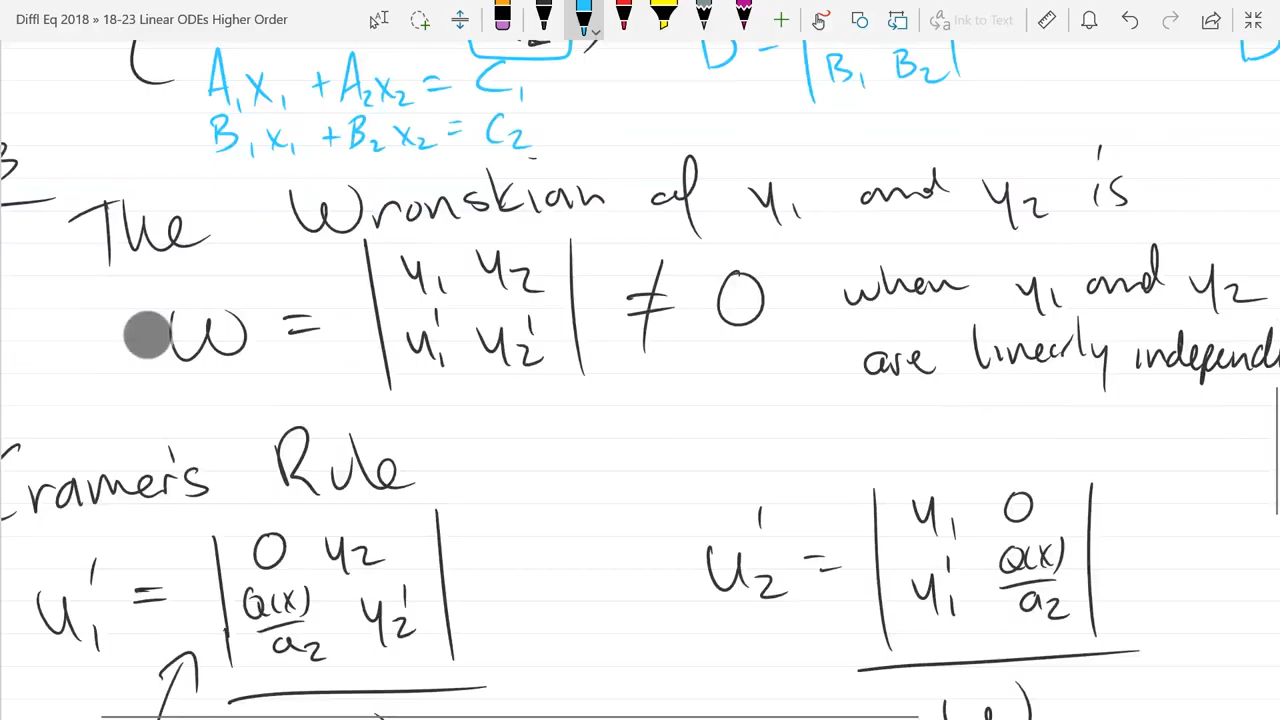 Diffl Eq 2018 » 18-23 Linear ODEs Higher Order
Ink to Text
A₁x₁ + A₂x₂ = C₁
B₁ B₂
B₁x₁ + B₂x₂ = C₂
The Wronskian of y₁ and y₂ is
W = | y₁ y₂ | ≠ 0 when y₁ and y₂
| y₁' y₂' | are linearly independ
Cramer's Rule
u₁' = | 0 y₂ |
| Q(x)/a₂ y₂' |
u₂' = | y₁ 0 |
| y₁' Q(x)/a₂ |